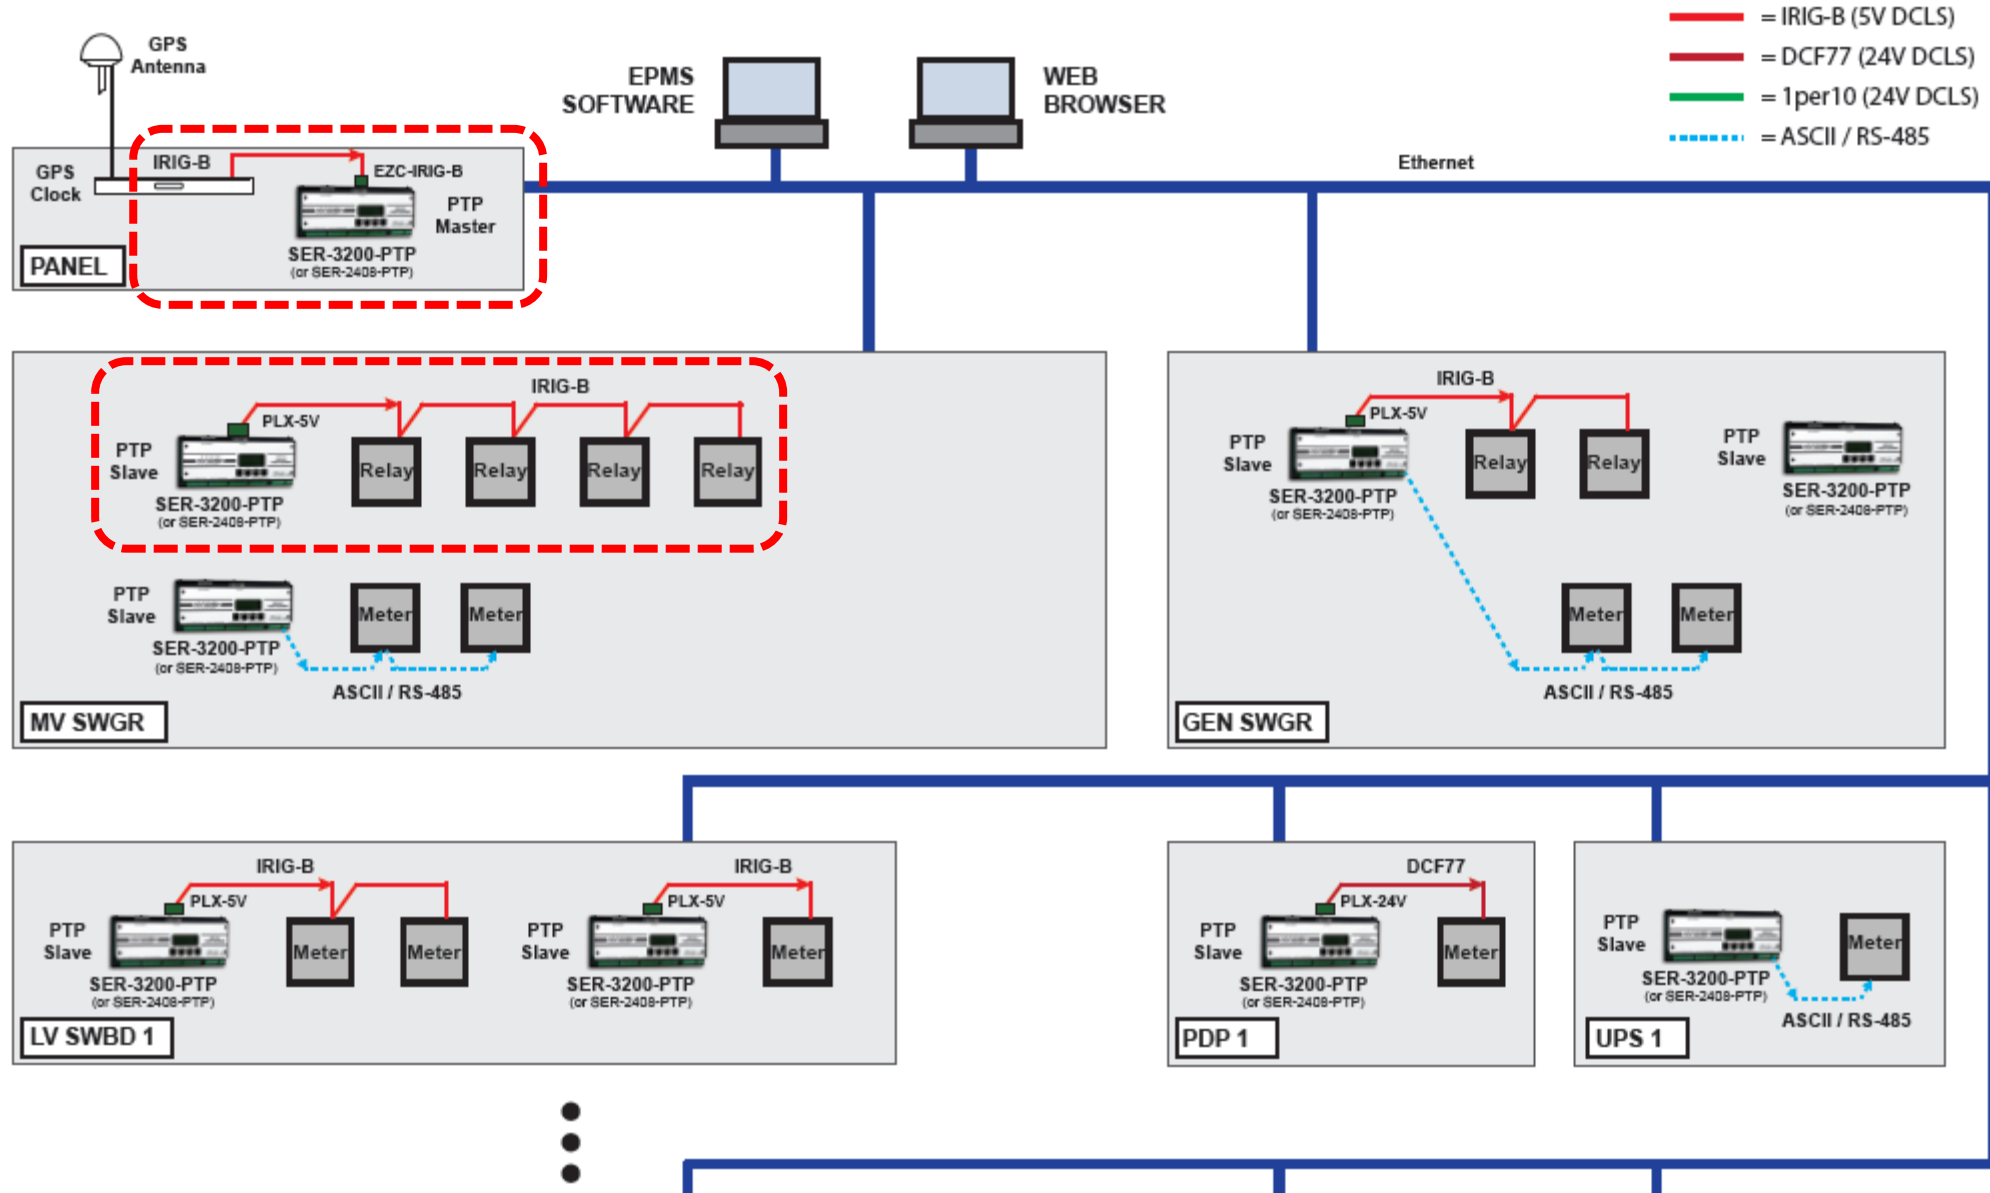 = IRIG-B (5V DCLS)
= DCF77 (24V DCLS)
= 1per10 (24V DCLS)
= ASCII / RS-485
GPS
Antenna
EPMS
SOFTWARE
WEB
BROWSER
Ethernet
GPS
Clock
IRIG-B
EZC-IRIG-B
PTP
Master
SER-3200-PTP
(or SER-2408-PTP)
PANEL
IRIG-B
PLX-5V
PTP
Slave
Relay
Relay
Relay
Relay
SER-3200-PTP
(or SER-2408-PTP)
PTP
Slave
Meter
Meter
SER-3200-PTP
(or SER-2408-PTP)
ASCII / RS-485
MV SWGR
IRIG-B
PLX-5V
PTP
Slave
Relay
Relay
SER-3200-PTP
(or SER-2408-PTP)
PTP
Slave
SER-3200-PTP
(or SER-2408-PTP)
Meter
Meter
ASCII / RS-485
GEN SWGR
IRIG-B
PLX-5V
PTP
Slave
Meter
Meter
SER-3200-PTP
(or SER-2408-PTP)
IRIG-B
PLX-5V
PTP
Slave
Meter
SER-3200-PTP
(or SER-2408-PTP)
LV SWBD 1
DCF77
PLX-24V
PTP
Slave
Meter
SER-3200-PTP
(or SER-2408-PTP)
PDP 1
PTP
Slave
Meter
SER-3200-PTP
(or SER-2408-PTP)
ASCII / RS-485
UPS 1